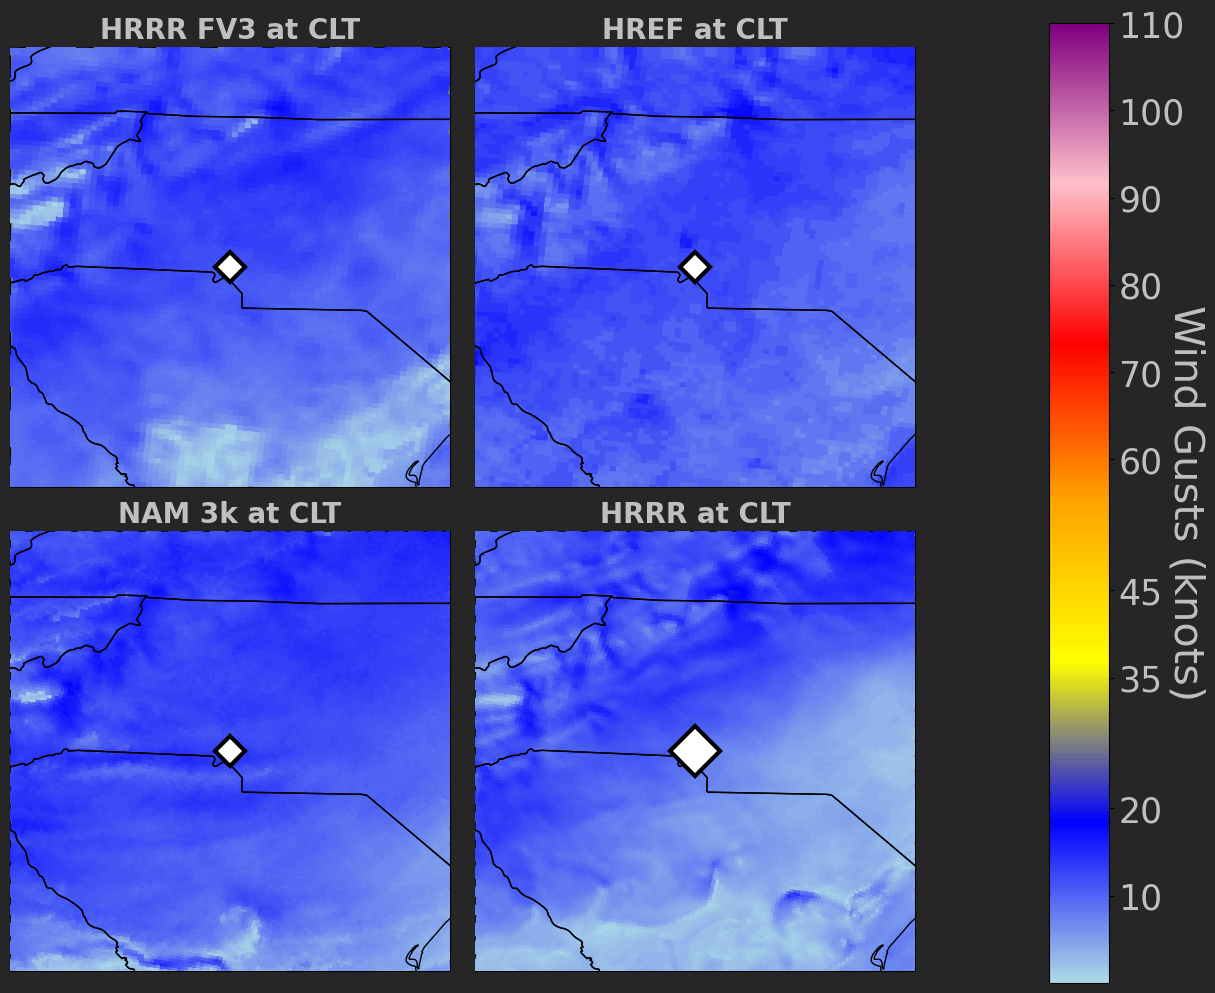 HRRR FV3 at CLT
HREF at CLT
NAM 3k at CLT
HRRR at CLT
110
100
90
80
70
60
45
35
20
10
Wind Gusts (knots)